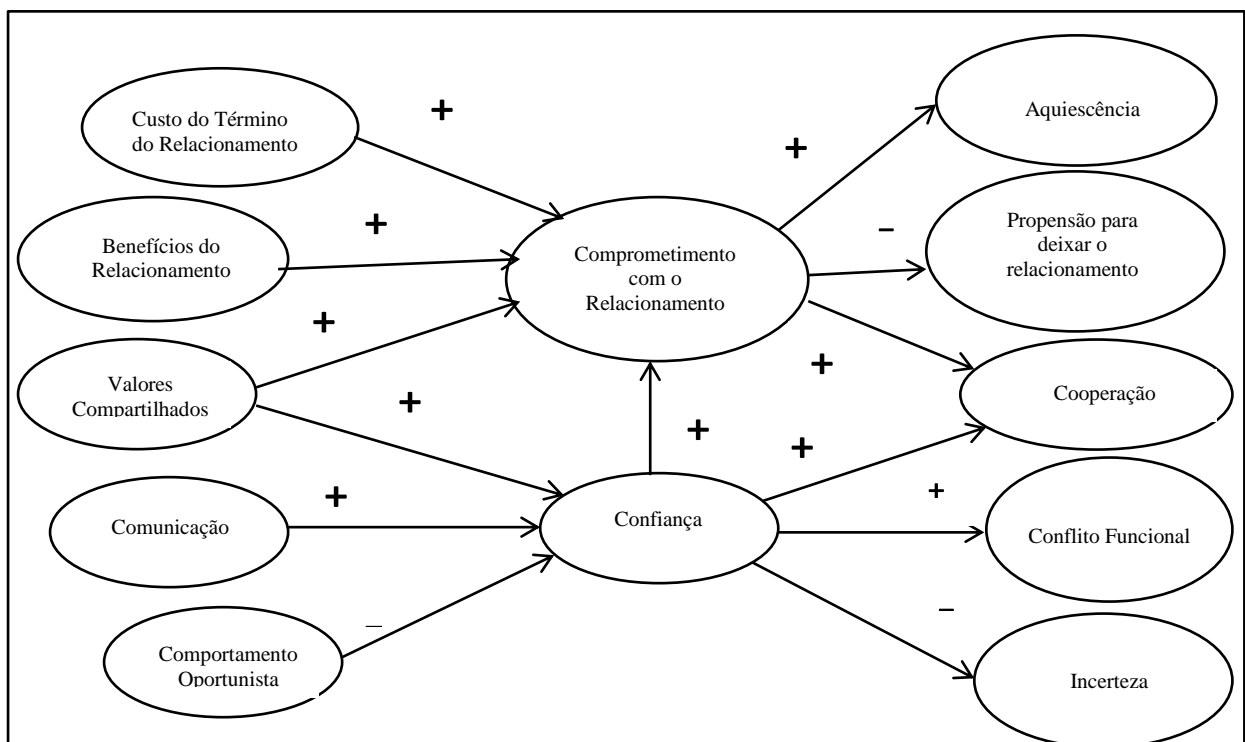 Custo do Término
do Relacionamento
+
Benefícios do
Relacionamento
+
Valores
Compartilhados
+
+
Comunicação
+
Comportamento
Oportunista
–
Comprometimento
com o
Relacionamento
+
Confiança
Aquiescência
+
Propensão para
deixar o
relacionamento
–
Cooperação
+
+
Conflito Funcional
+
Incerteza
–